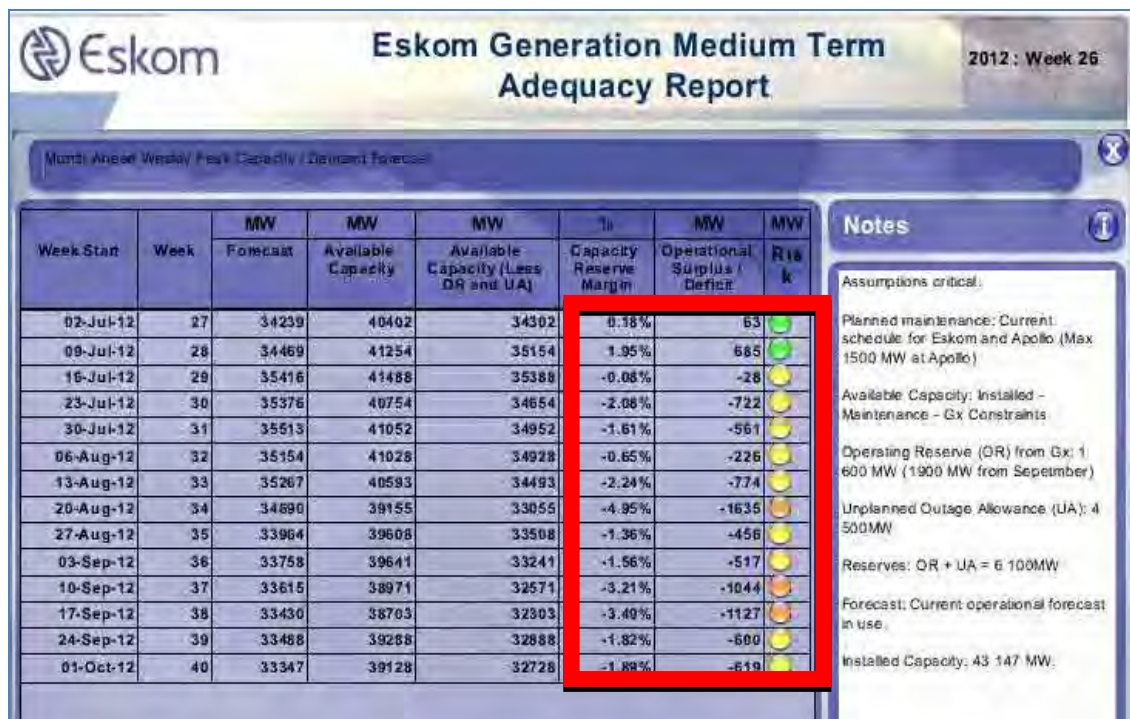 Eskom
Eskom Generation Medium Term
Adequacy Report
2012 : Week 26
Month Ahead Weekly Peak Capacity / Demand Forecast
X
MW MW MW % MW MW
Week Start Week Forecast Available Capacity Available Capacity (Less OR and UA) Capacity Reserve Margin Operational Surplus / Deficit Risk
02-Jul-12 27 34239 40402 34302 0.18% 63
09-Jul-12 28 34469 41254 35154 1.95% 685
16-Jul-12 29 35416 41488 35388 -0.08% -28
23-Jul-12 30 35376 40754 34654 -2.08% -722
30-Jul-12 31 35513 41052 34952 -1.61% -561
06-Aug-12 32 35154 41028 34928 -0.65% -226
13-Aug-12 33 35267 40593 34493 -2.24% -774
20-Aug-12 34 34690 39155 33055 -4.95% -1635
27-Aug-12 35 33964 39608 33508 -1.36% -456
03-Sep-12 36 33758 39641 33241 -1.56% -517
10-Sep-12 37 33615 38971 32571 -3.21% -1044
17-Sep-12 38 33430 38703 32303 -3.49% -1127
24-Sep-12 39 33488 39288 32888 -1.82% -600
01-Oct-12 40 33347 39128 32728 -1.89% -619
Notes
i
Assumptions critical.
Planned maintenance: Current
schedule for Eskom and Apollo (Max
1500 MW at Apollo)
Available Capacity: Installed -
Maintenance - Gx Constraints
Operating Reserve (OR) from Gx: 1
600 MW (1900 MW from Sepetmber)
Unplanned Outage Allowance (UA): 4
500MW
Reserves: OR + UA = 6 100MW
Forecast: Current operational forecast
in use.
Installed Capacity: 43 147 MW.